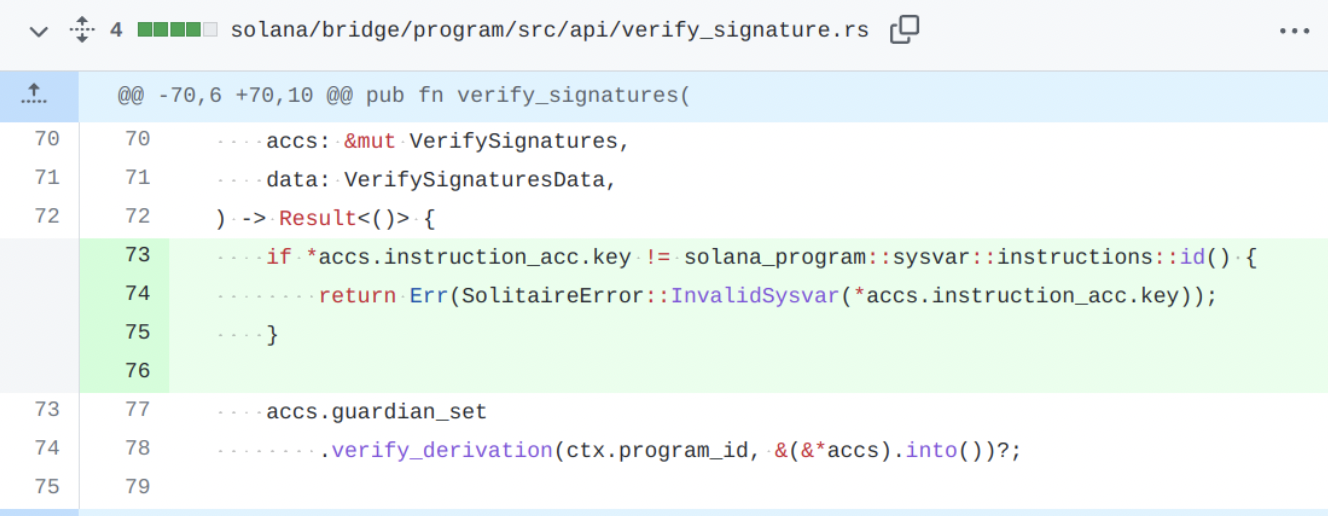 4 solana/bridge/program/src/api/verify_signature.rs
@@ -70,6 +70,10 @@ pub fn verify_signatures(
70 70 accs: &mut VerifySignatures,
71 71 data: VerifySignaturesData,
72 72 ) -> Result<()> {
73 if *accs.instruction_acc.key != solana_program::sysvar::instructions::id() {
74 return Err(SolitaireError::InvalidSysvar(*accs.instruction_acc.key));
75 }
76
73 77 accs.guardian_set
74 78 .verify_derivation(ctx.program_id, &(&*accs).into())?;
75 79